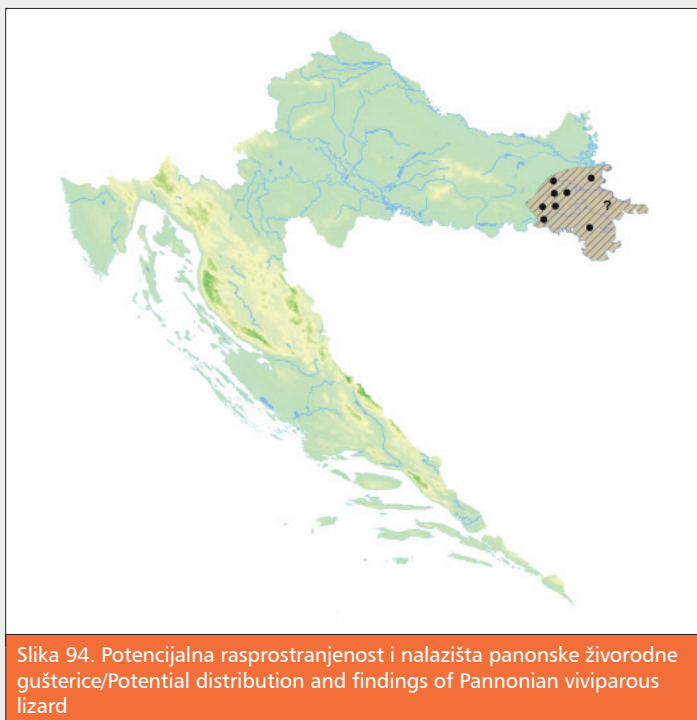 ?
Slika 94. Potencijalna rasprostranjenost i nalazišta panonske živorodne
gušterice/Potential distribution and findings of Pannonian viviparous
lizard